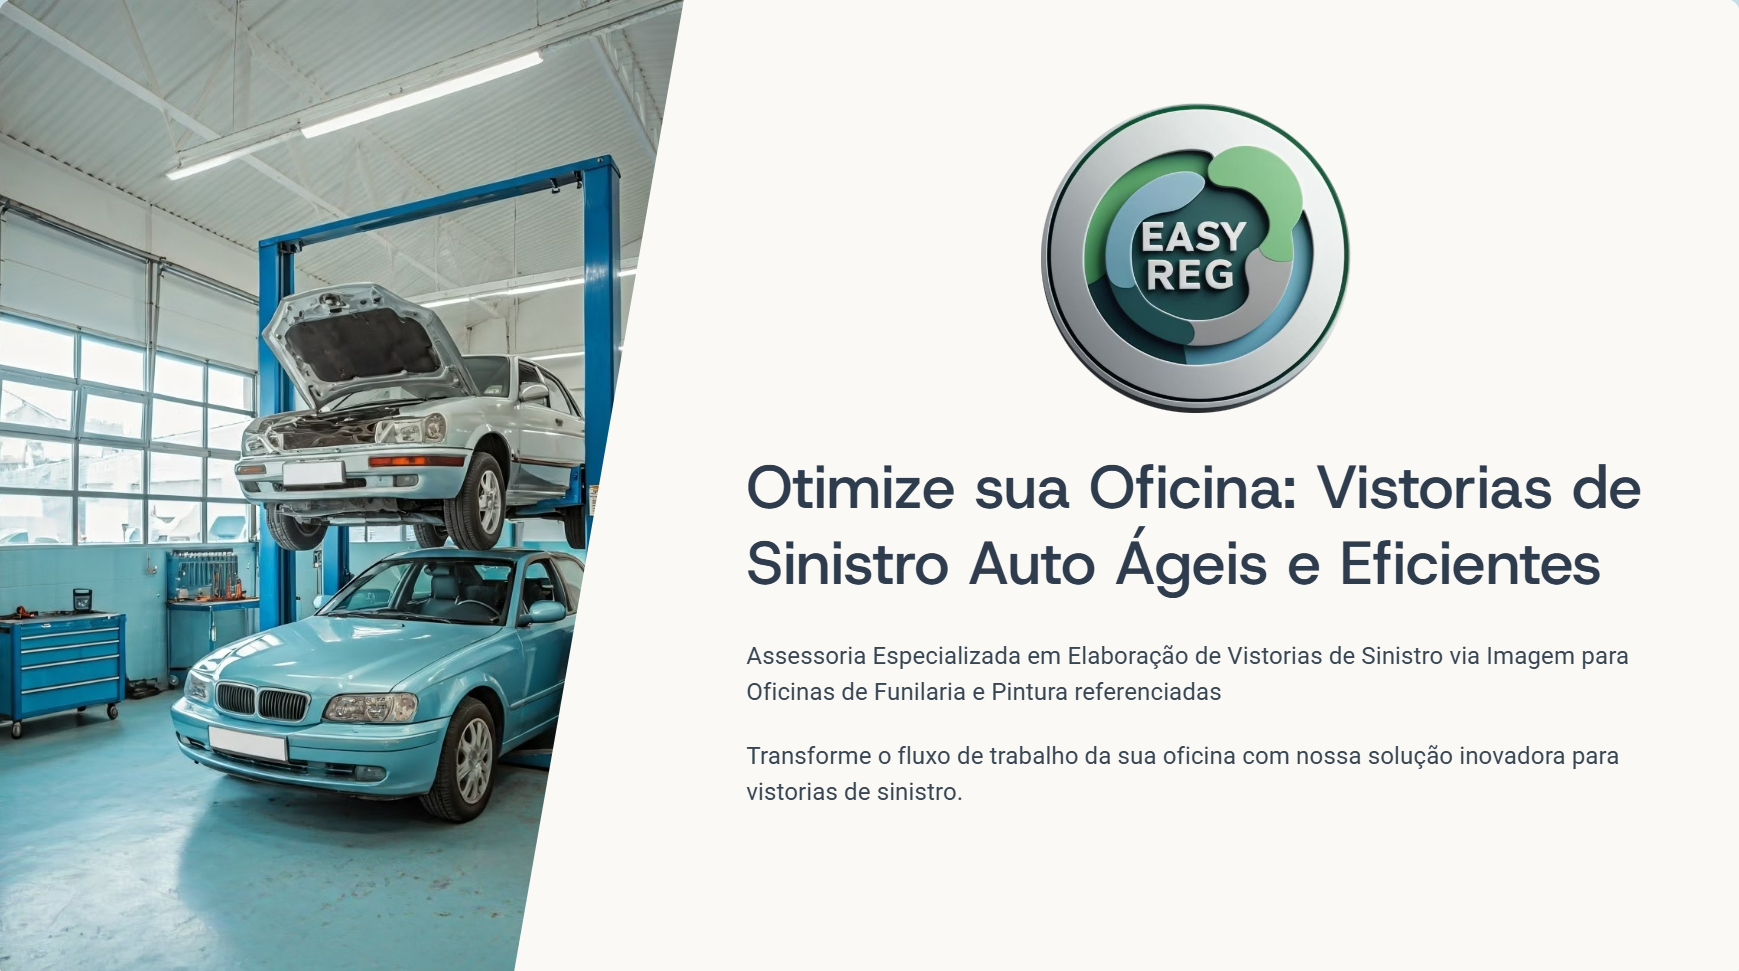 EASY
REG
Otimize sua Oficina: Vistorias de
Sinistro Auto Ágeis e Eficientes
Assessoria Especializada em Elaboração de Vistorias de Sinistro via Imagem para
Oficinas de Funilaria e Pintura referenciadas
Transforme o fluxo de trabalho da sua oficina com nossa solução inovadora para
vistorias de sinistro.